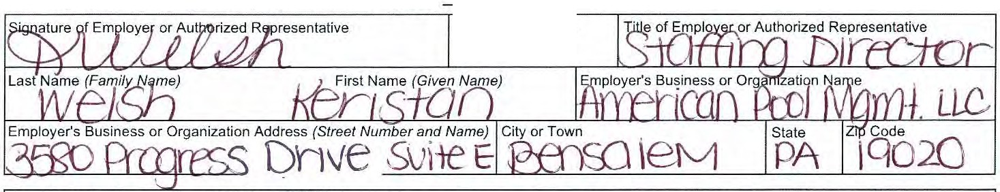 Signature of Employer or Authorized Representative Title of Employer or Authorized Representative
Welsh Staffing Director
Last Name (Family Name) First Name (Given Name) Employer's Business or Organization Name
Welsh Keristan American Pool Mgmt. LLC
Employer's Business or Organization Address (Street Number and Name) City or Town State Zip Code
3580 Progress Drive Suite E Bensalem PA 19020